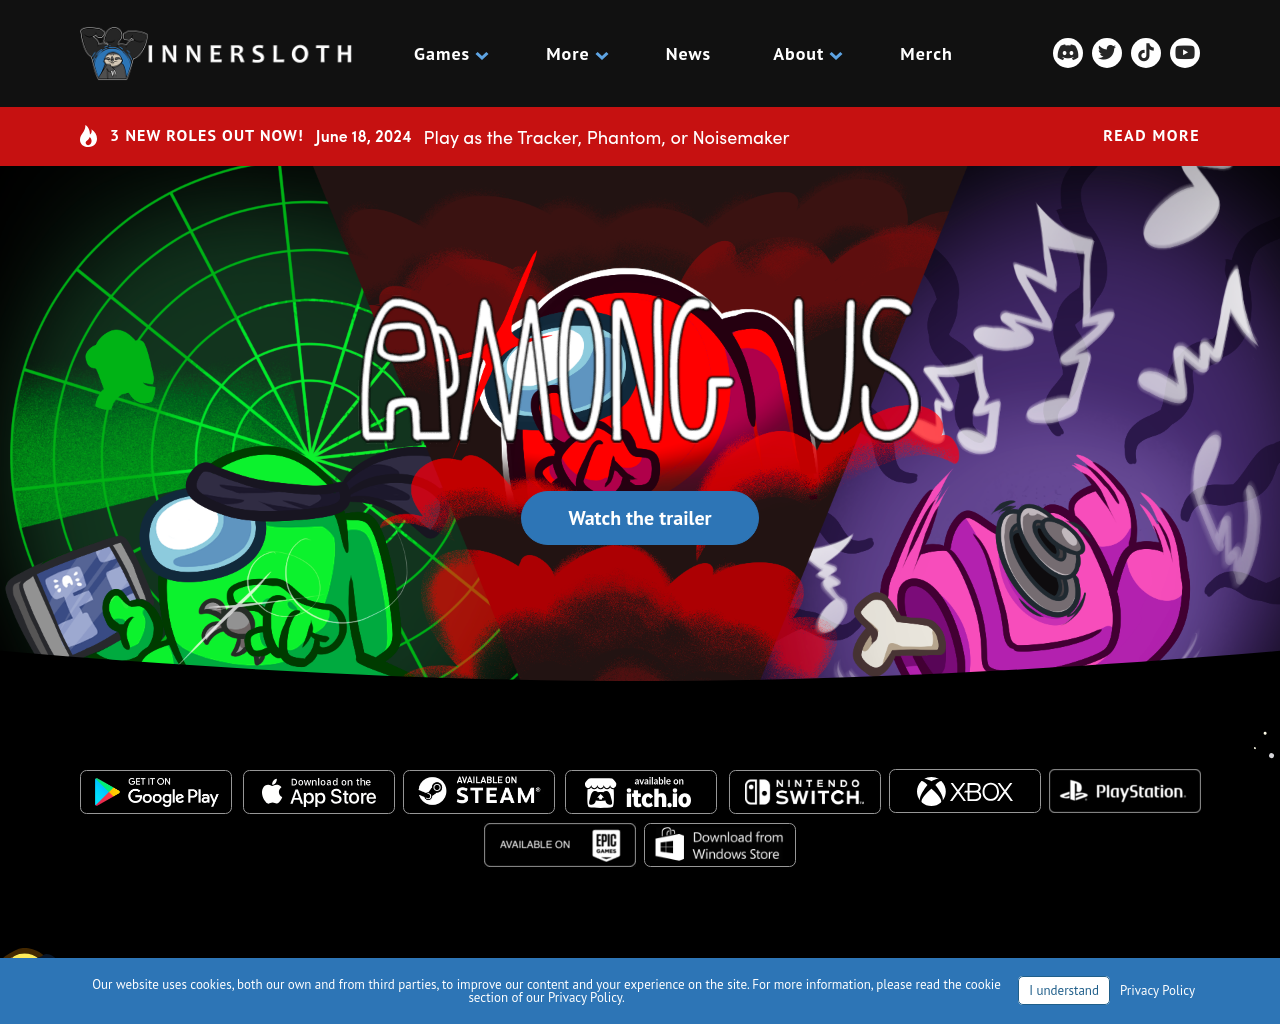 INNERSLOTH
Games
More
News
About
Merch
3 NEW ROLES OUT NOW! June 18, 2024 Play as the Tracker, Phantom, or Noisemaker
READ MORE
AMONG US
Watch the trailer
GET IT ON
Google Play
Download on the
App Store
AVAILABLE ON
STEAM®
available on
itch.io
NINTENDO
SWITCH™
XBOX
PlayStation.
AVAILABLE ON
EPIC
GAMES
Download from
Windows Store
Our website uses cookies, both our own and from third parties, to improve our content and your experience on the site. For more information, please read the cookie
section of our Privacy Policy.
I understand
Privacy Policy